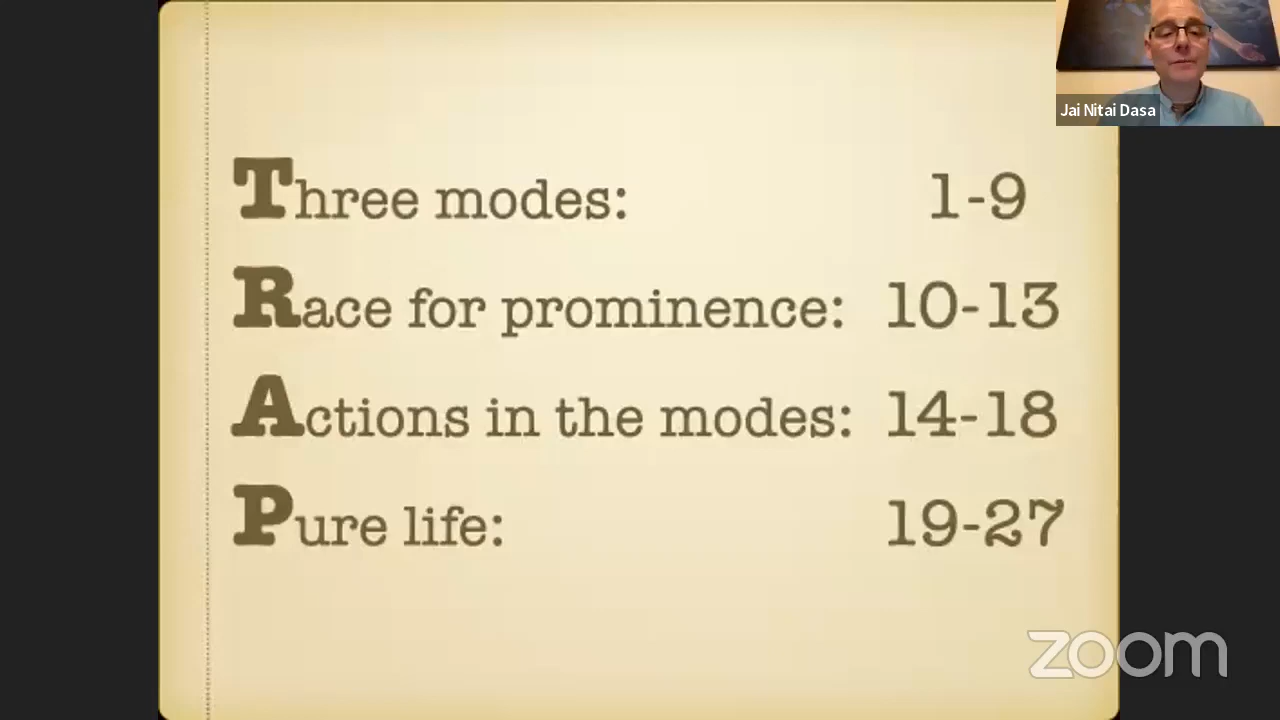 Jai Nitai Dasa
Three modes: 1-9
Race for prominence: 10-13
Actions in the modes: 14-18
Pure life: 19-27
zoom